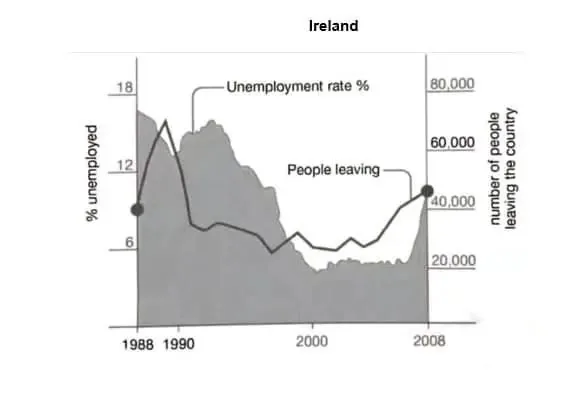 Ireland
18
12
6
% unemployed
Unemployment rate %
People leaving
80,000
60,000
40,000
20,000
number of people
leaving the country
1988 1990 2000 2008